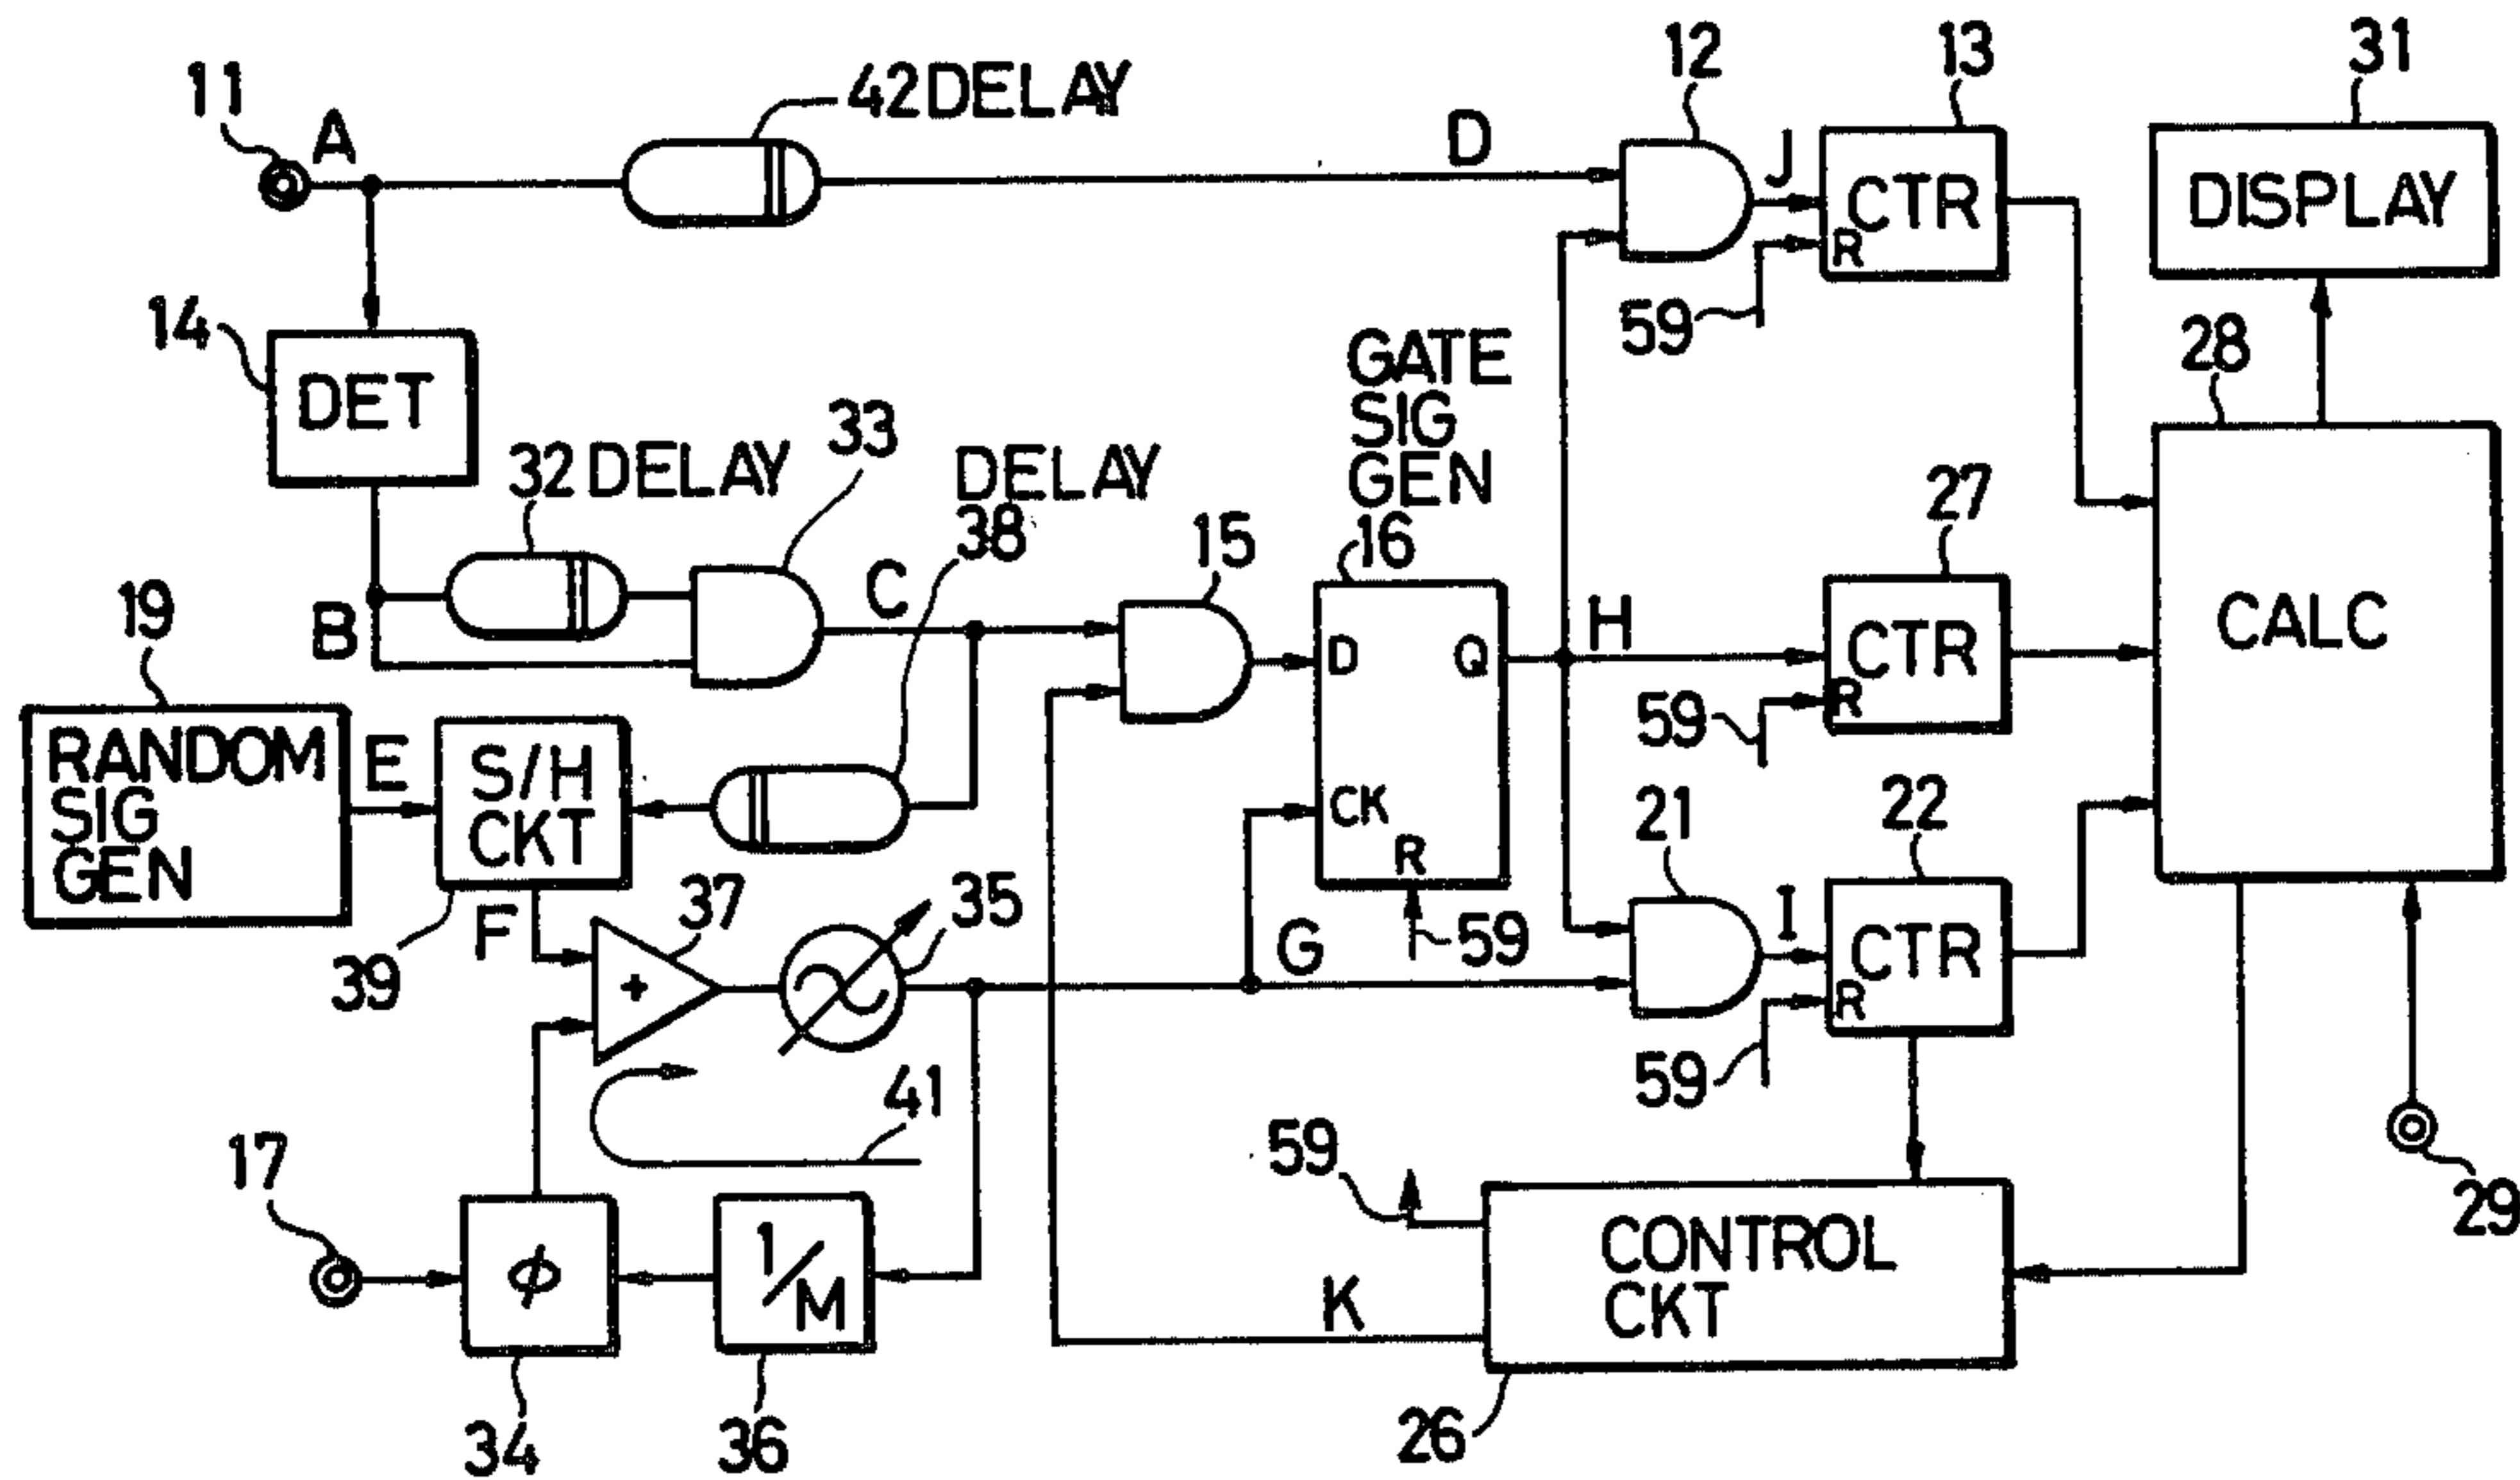 11
A
42 DELAY
D
12
J
13
CTR
R
59
31
DISPLAY
14
DET
32 DELAY
33
DELAY
38
C
B
15
GATE
SIG
GEN
16
D
Q
CK
R
59
H
27
CTR
R
59
28
CALC
19
RANDOM
SIG
GEN
E
S/H
CKT
39
F
37
+
35
G
21
I
22
CTR
R
59
41
17
φ
34
1/M
36
K
59
CONTROL
CKT
26
29